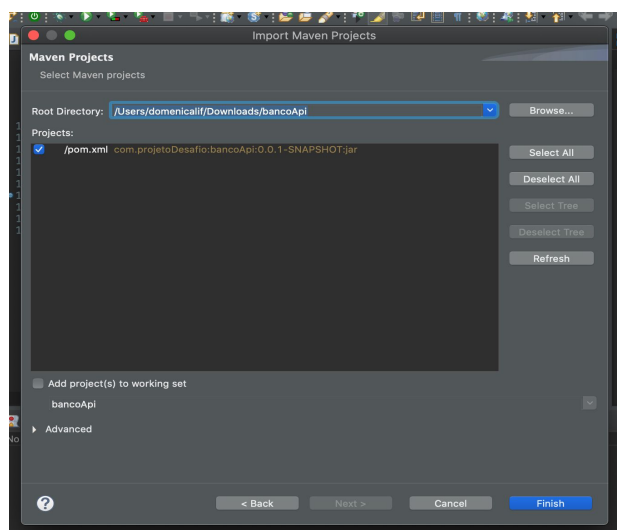 Import Maven Projects
Maven Projects
Select Maven projects
Root Directory: /Users/domenicalif/Downloads/bancoApi Browse...
Projects:
/pom.xml com.projetoDesafio:bancoApi:0.0.1-SNAPSHOT:jar
Select All
Deselect All
Select Tree
Deselect Tree
Refresh
Add project(s) to working set
bancoApi
Advanced
No
? < Back Next > Cancel Finish